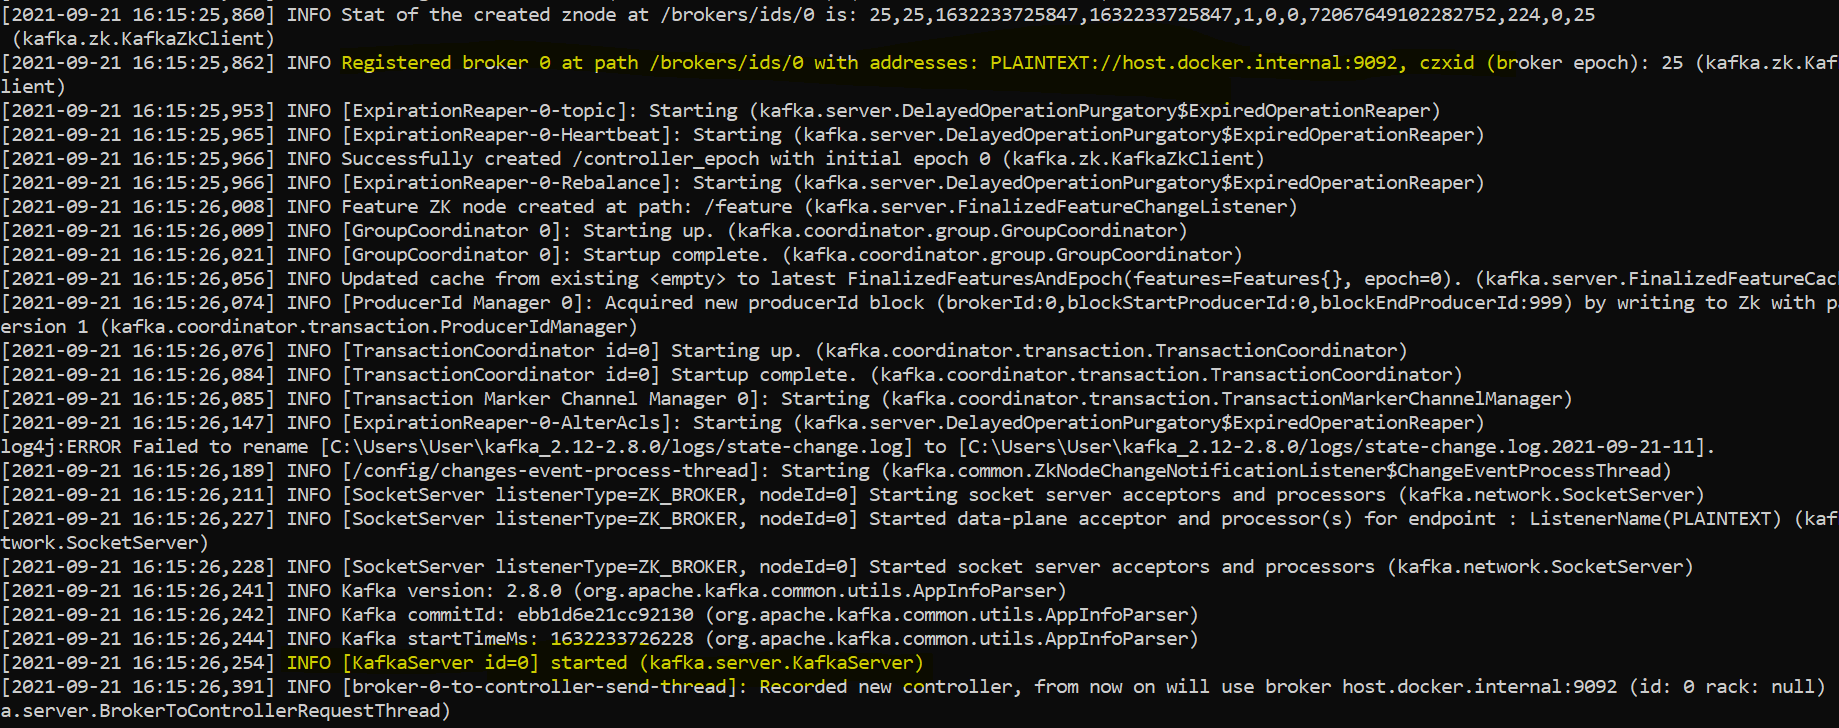 [2021-09-21 16:15:25,860] INFO Stat of the created znode at /brokers/ids/0 is: 25,25,1632233725847,1632233725847,1,0,0,72067649102282752,224,0,25
 (kafka.zk.KafkaZkClient)
[2021-09-21 16:15:25,862] INFO Registered broker 0 at path /brokers/ids/0 with addresses: PLAINTEXT://host.docker.internal:9092, czxid (broker epoch): 25 (kafka.zk.Kaf
lient)
[2021-09-21 16:15:25,953] INFO [ExpirationReaper-0-topic]: Starting (kafka.server.DelayedOperationPurgatory$ExpiredOperationReaper)
[2021-09-21 16:15:25,965] INFO [ExpirationReaper-0-Heartbeat]: Starting (kafka.server.DelayedOperationPurgatory$ExpiredOperationReaper)
[2021-09-21 16:15:25,966] INFO Successfully created /controller_epoch with initial epoch 0 (kafka.zk.KafkaZkClient)
[2021-09-21 16:15:25,966] INFO [ExpirationReaper-0-Rebalance]: Starting (kafka.server.DelayedOperationPurgatory$ExpiredOperationReaper)
[2021-09-21 16:15:26,008] INFO Feature ZK node created at path: /feature (kafka.server.FinalizedFeatureChangeListener)
[2021-09-21 16:15:26,009] INFO [GroupCoordinator 0]: Starting up. (kafka.coordinator.group.GroupCoordinator)
[2021-09-21 16:15:26,021] INFO [GroupCoordinator 0]: Startup complete. (kafka.coordinator.group.GroupCoordinator)
[2021-09-21 16:15:26,056] INFO Updated cache from existing <empty> to latest FinalizedFeaturesAndEpoch(features=Features{}, epoch=0). (kafka.server.FinalizedFeatureCac
[2021-09-21 16:15:26,074] INFO [ProducerId Manager 0]: Acquired new producerId block (brokerId:0,blockStartProducerId:0,blockEndProducerId:999) by writing to Zk with p
ersion 1 (kafka.coordinator.transaction.ProducerIdManager)
[2021-09-21 16:15:26,076] INFO [TransactionCoordinator id=0] Starting up. (kafka.coordinator.transaction.TransactionCoordinator)
[2021-09-21 16:15:26,084] INFO [TransactionCoordinator id=0] Startup complete. (kafka.coordinator.transaction.TransactionCoordinator)
[2021-09-21 16:15:26,085] INFO [Transaction Marker Channel Manager 0]: Starting (kafka.coordinator.transaction.TransactionMarkerChannelManager)
[2021-09-21 16:15:26,147] INFO [ExpirationReaper-0-AlterAcls]: Starting (kafka.server.DelayedOperationPurgatory$ExpiredOperationReaper)
log4j:ERROR Failed to rename [C:\Users\User\kafka_2.12-2.8.0/logs/state-change.log] to [C:\Users\User\kafka_2.12-2.8.0/logs/state-change.log.2021-09-21-11].
[2021-09-21 16:15:26,189] INFO [/config/changes-event-process-thread]: Starting (kafka.common.ZkNodeChangeNotificationListener$ChangeEventProcessThread)
[2021-09-21 16:15:26,211] INFO [SocketServer listenerType=ZK_BROKER, nodeId=0] Starting socket server acceptors and processors (kafka.network.SocketServer)
[2021-09-21 16:15:26,227] INFO [SocketServer listenerType=ZK_BROKER, nodeId=0] Started data-plane acceptor and processor(s) for endpoint : ListenerName(PLAINTEXT) (kaf
twork.SocketServer)
[2021-09-21 16:15:26,228] INFO [SocketServer listenerType=ZK_BROKER, nodeId=0] Started socket server acceptors and processors (kafka.network.SocketServer)
[2021-09-21 16:15:26,241] INFO Kafka version: 2.8.0 (org.apache.kafka.common.utils.AppInfoParser)
[2021-09-21 16:15:26,242] INFO Kafka commitId: ebb1d6e21cc92130 (org.apache.kafka.common.utils.AppInfoParser)
[2021-09-21 16:15:26,244] INFO Kafka startTimeMs: 1632233726228 (org.apache.kafka.common.utils.AppInfoParser)
[2021-09-21 16:15:26,254] INFO [KafkaServer id=0] started (kafka.server.KafkaServer)
[2021-09-21 16:15:26,391] INFO [broker-0-to-controller-send-thread]: Recorded new controller, from now on will use broker host.docker.internal:9092 (id: 0 rack: null)
a.server.BrokerToControllerRequestThread)